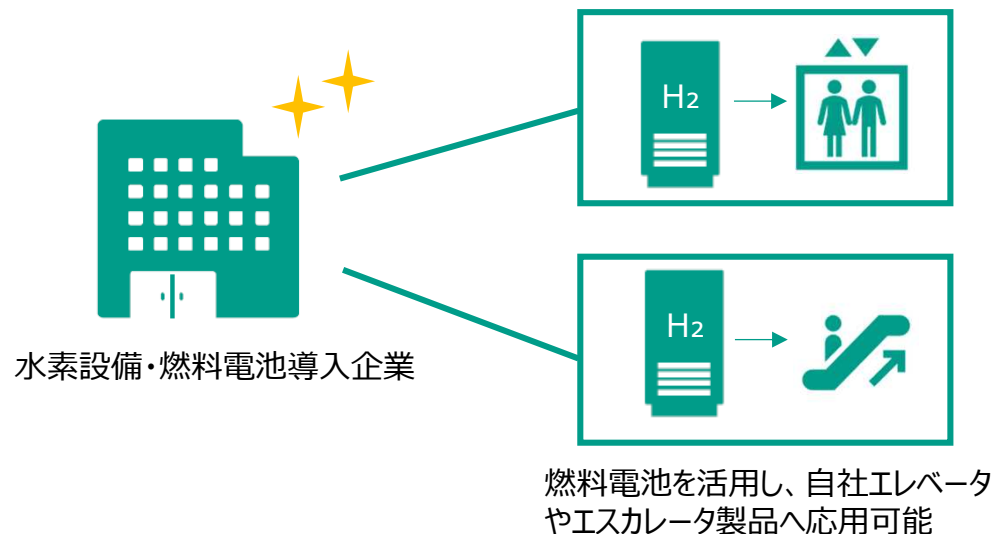 H2
H2
水素設備・燃料電池導入企業
燃料電池を活用し、自社エレベータ
やエスカレータ製品へ応用可能